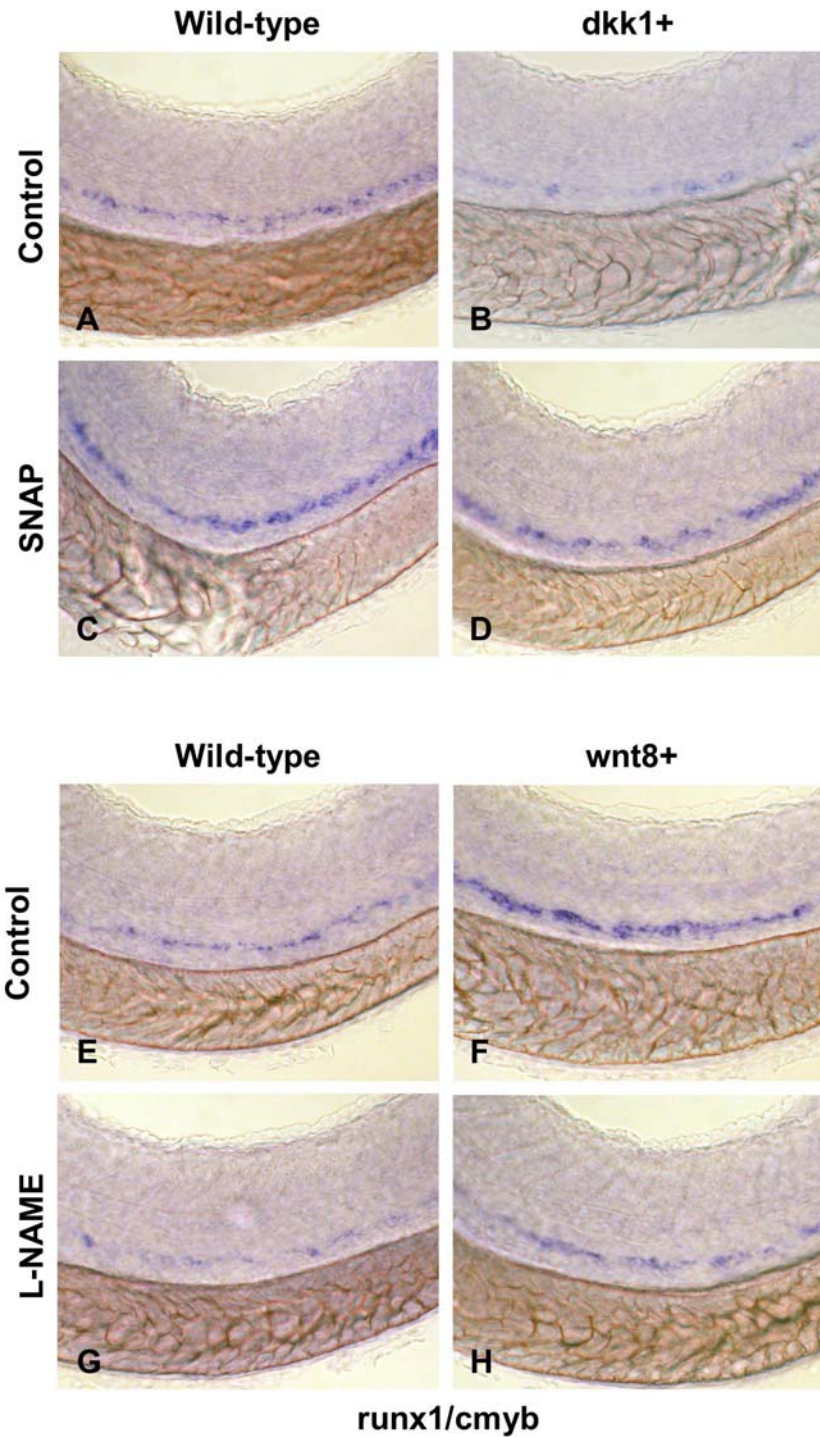 Wild-type dkk1+
Control
A B
SNAP
C D
Wild-type wnt8+
Control
E F
L-NAME
G H
runx1/cmyb